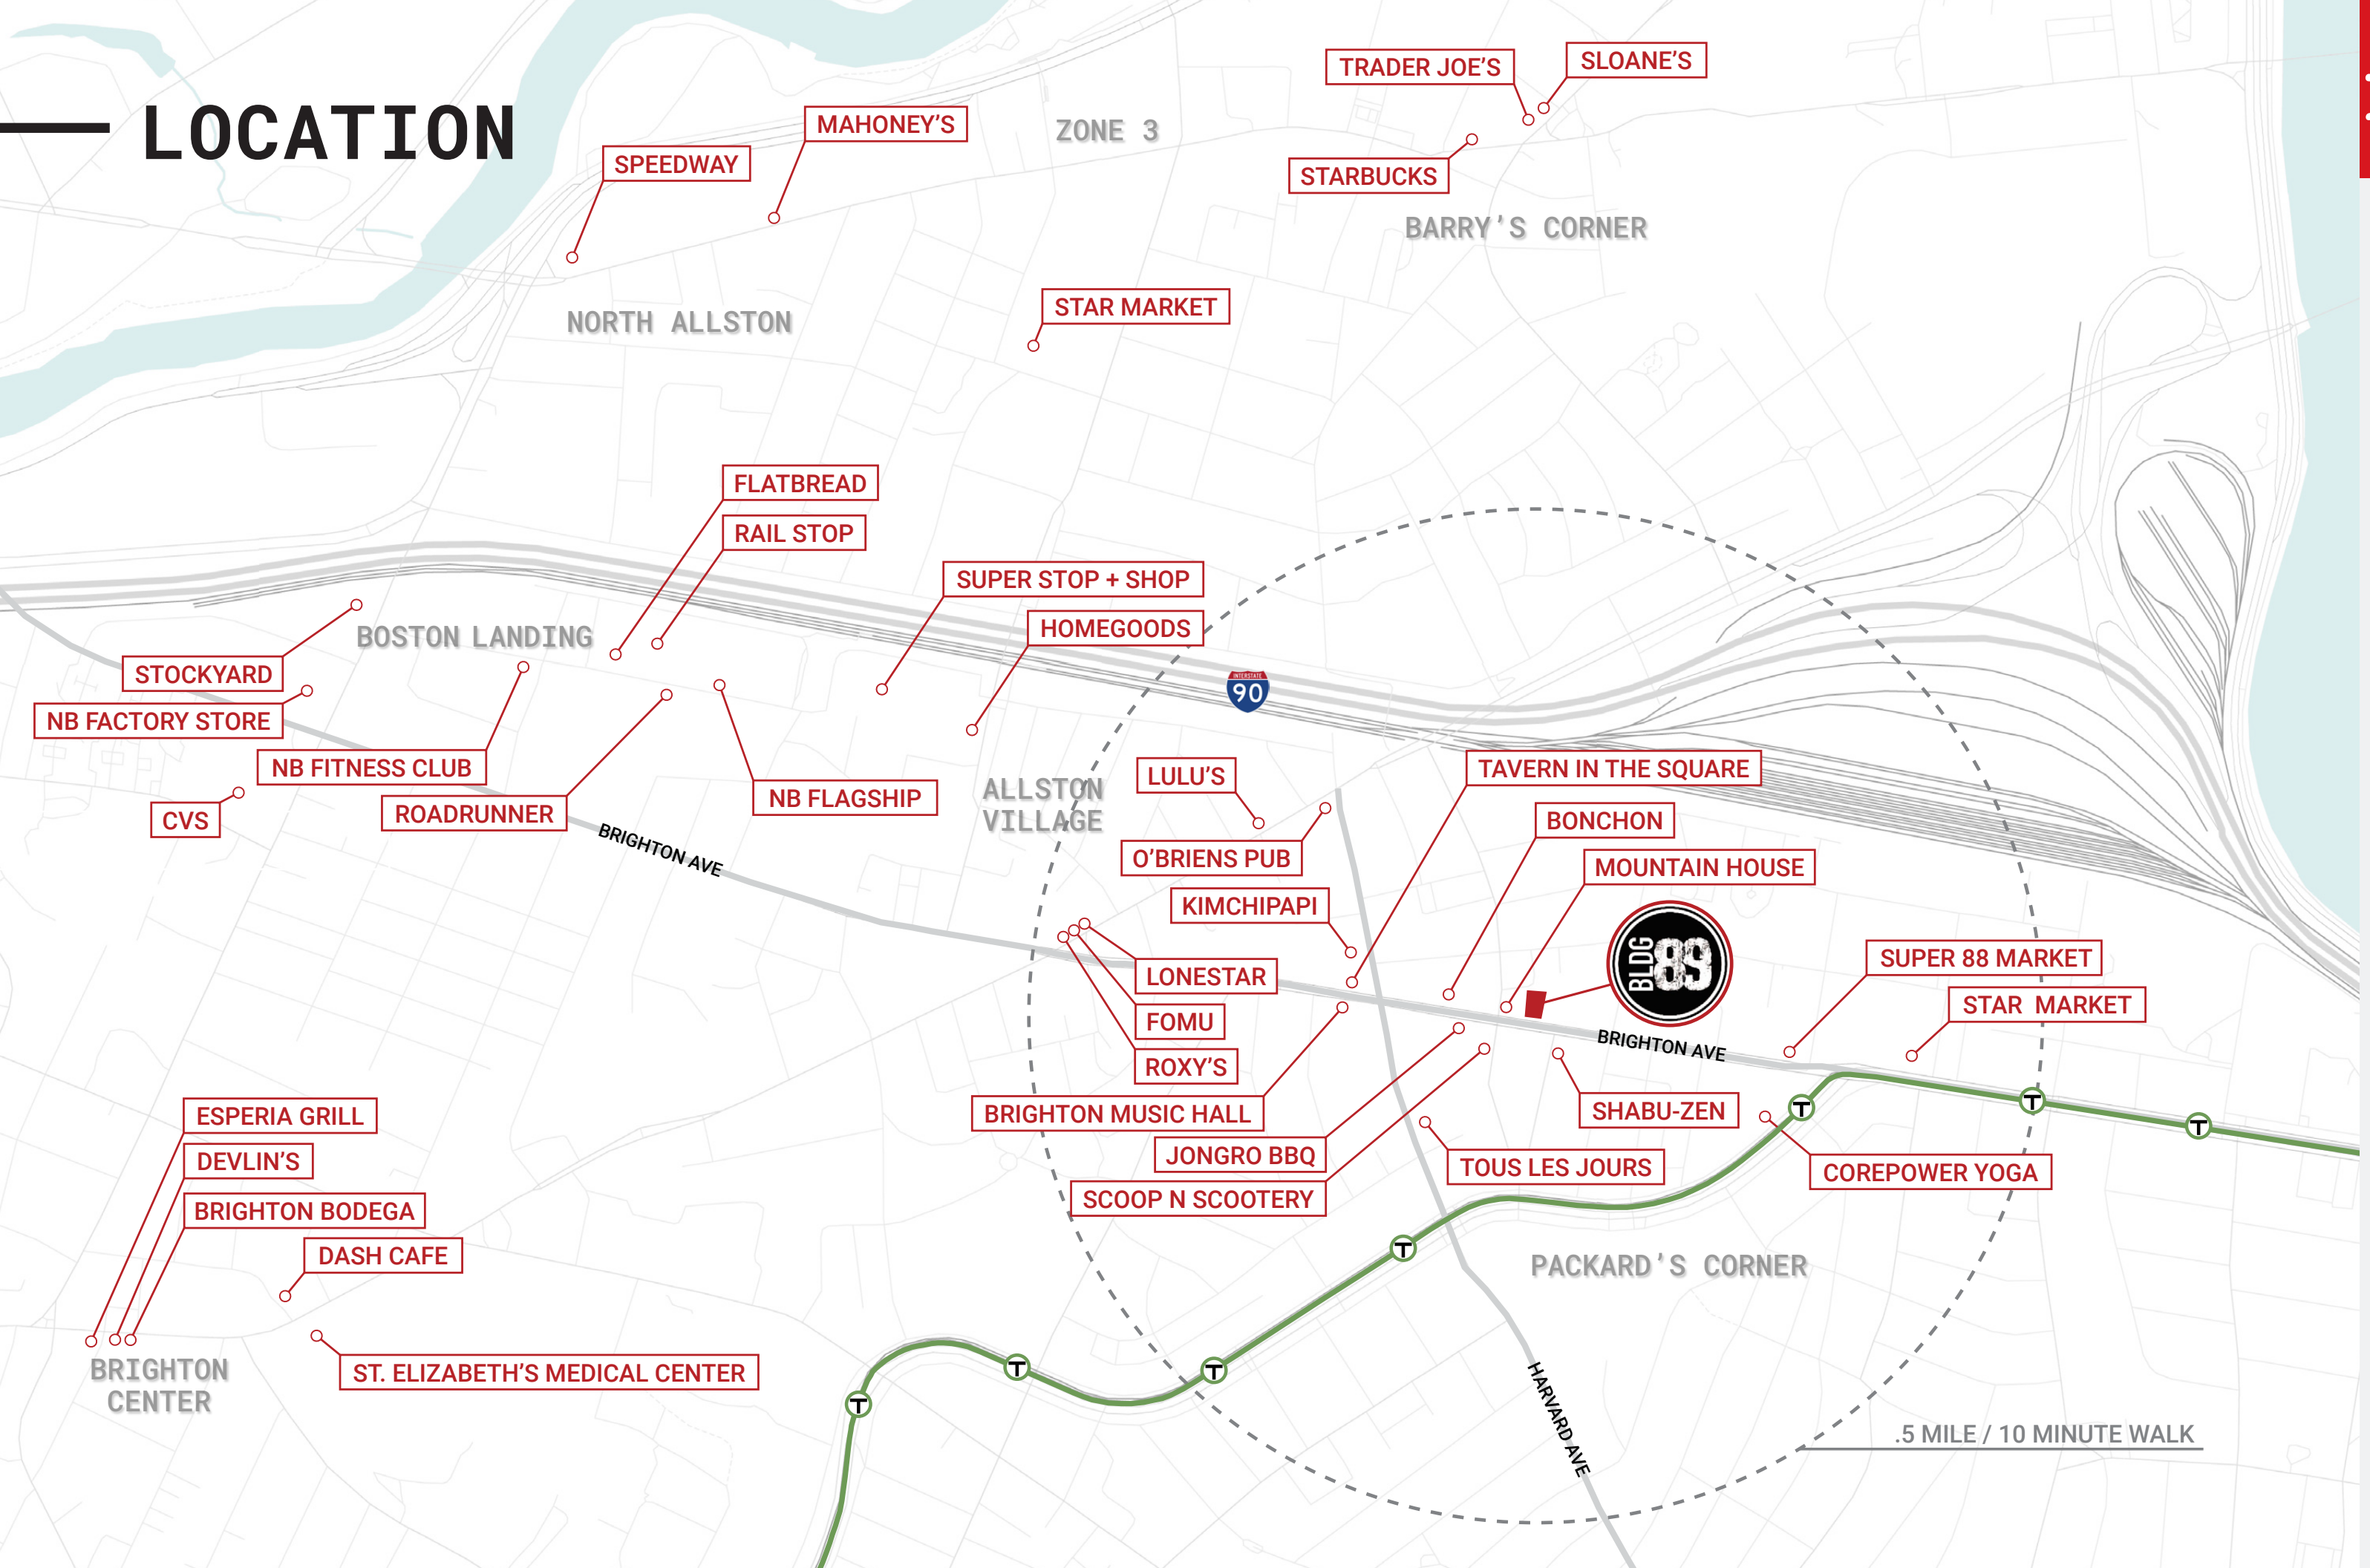 LOCATION
TRADER JOE'S
SLOANE'S
MAHONEY'S
ZONE 3
SPEEDWAY
STARBUCKS
BARRY'S CORNER
STAR MARKET
NORTH ALLSTON
FLATBREAD
RAIL STOP
SUPER STOP + SHOP
HOMEGOODS
BOSTON LANDING
STOCKYARD
INTERSTATE
90
NB FACTORY STORE
NB FITNESS CLUB
ROADRUNNER
NB FLAGSHIP
CVS
BRIGHTON AVE
ALLSTON
VILLAGE
LULU'S
TAVERN IN THE SQUARE
BONCHON
O'BRIENS PUB
MOUNTAIN HOUSE
KIMCHIPAPI
BLDG
89
SUPER 88 MARKET
LONESTAR
STAR MARKET
FOMU
BRIGHTON AVE
ROXY'S
BRIGHTON MUSIC HALL
SHABU-ZEN
JONGRO BBQ
TOUS LES JOURS
COREPOWER YOGA
SCOOP N SCOOTERY
T
T
T
T
T
T
T
PACKARD'S CORNER
ESPERIA GRILL
DEVLIN'S
BRIGHTON BODEGA
DASH CAFE
ST. ELIZABETH'S MEDICAL CENTER
BRIGHTON
CENTER
HARVARD AVE
.5 MILE / 10 MINUTE WALK